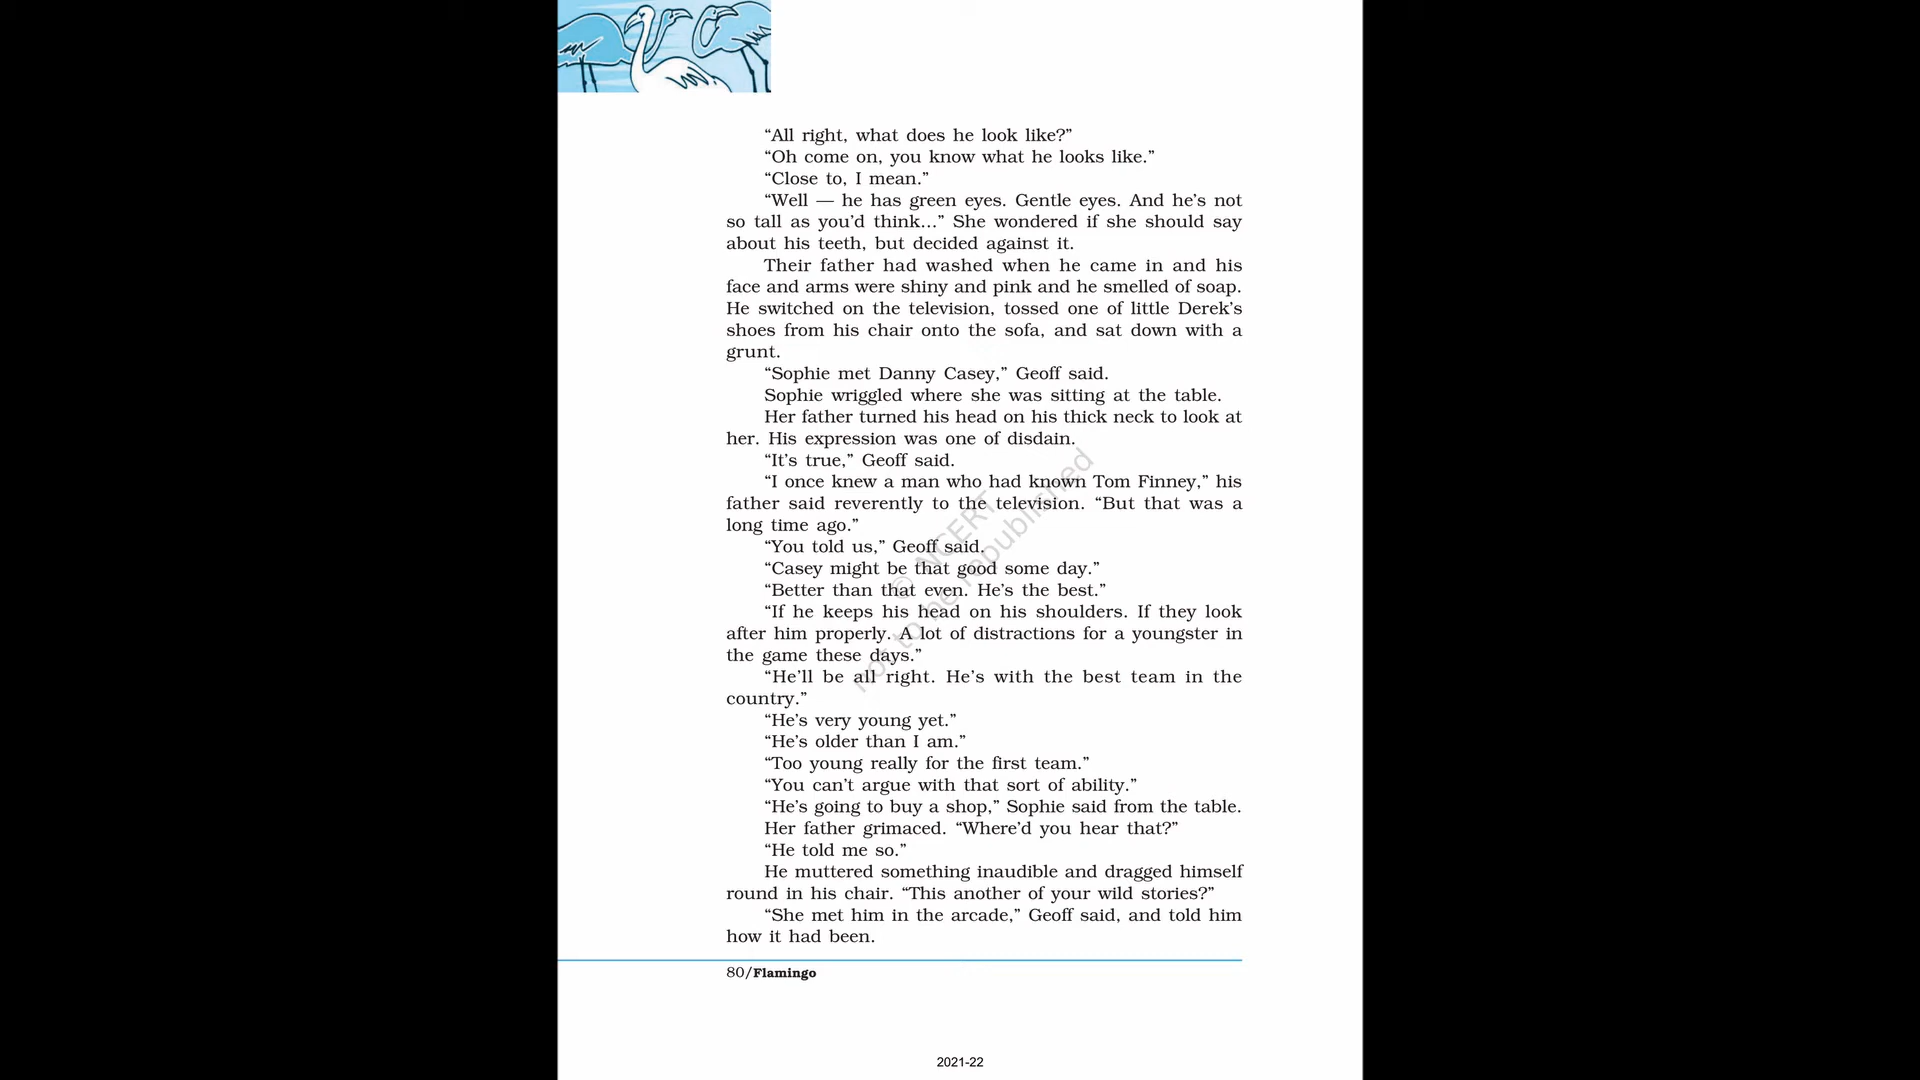 “All right, what does he look like?”
“Oh come on, you know what he looks like.”
“Close to, I mean.”
“Well — he has green eyes. Gentle eyes. And he’s not
so tall as you’d think...” She wondered if she should say
about his teeth, but decided against it.
Their father had washed when he came in and his
face and arms were shiny and pink and he smelled of soap.
He switched on the television, tossed one of little Derek’s
shoes from his chair onto the sofa, and sat down with a
grunt.
“Sophie met Danny Casey,” Geoff said.
Sophie wriggled where she was sitting at the table.
Her father turned his head on his thick neck to look at
her. His expression was one of disdain.
“It’s true,” Geoff said.
“I once knew a man who had known Tom Finney,” his
father said reverently to the television. “But that was a
long time ago.”
“You told us,” Geoff said.
“Casey might be that good some day.”
“Better than that even. He’s the best.”
“If he keeps his head on his shoulders. If they look
after him properly. A lot of distractions for a youngster in
the game these days.”
“He’ll be all right. He’s with the best team in the
country.”
“He’s very young yet.”
“He’s older than I am.”
“Too young really for the first team.”
“You can’t argue with that sort of ability.”
“He’s going to buy a shop,” Sophie said from the table.
Her father grimaced. “Where’d you hear that?”
“He told me so.”
He muttered something inaudible and dragged himself
round in his chair. “This another of your wild stories?”
“She met him in the arcade,” Geoff said, and told him
how it had been.
© NCERT
not to be republished
80/Flamingo
2021-22